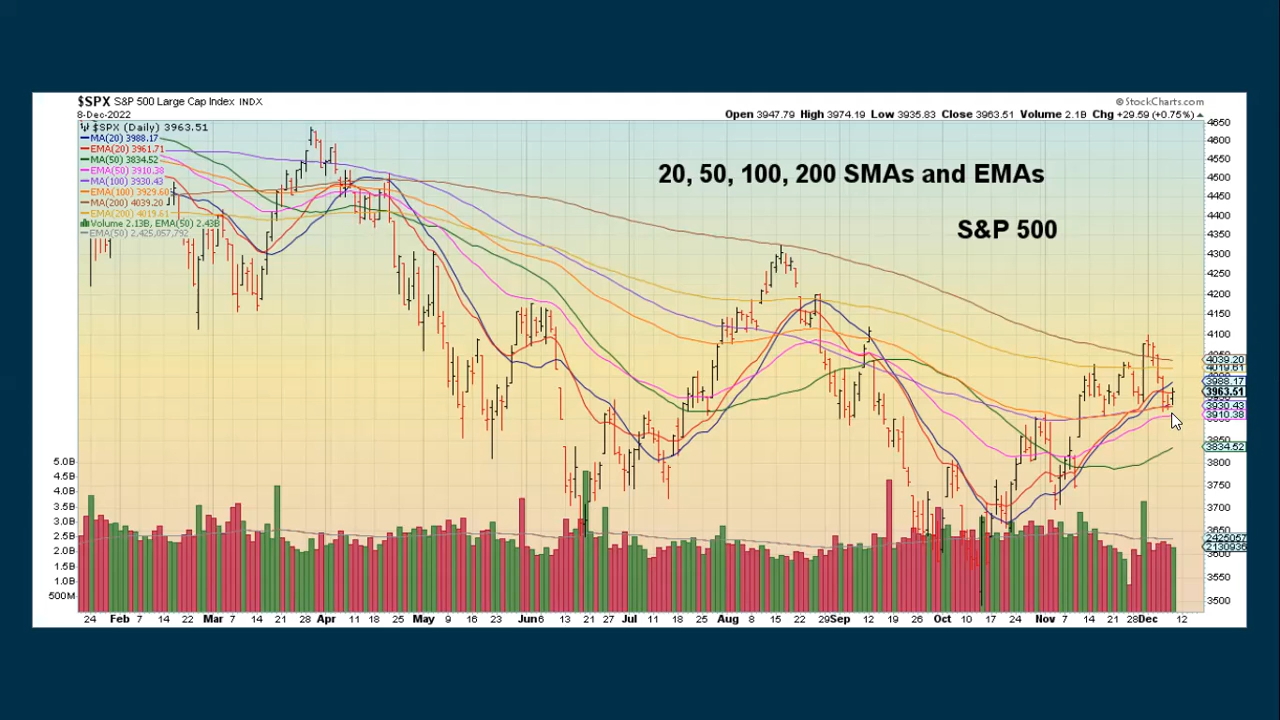 $SPX S&P 500 Large Cap Index INDX
© StockCharts.com
8-Dec-2022
Open 3947.79 High 3974.19 Low 3935.83 Close 3963.51 Volume 2.1B Chg +29.59 (+0.75%)
$SPX (Daily) 3963.51
MA(20) 3988.17
EMA(20) 3961.71
MA(50) 3834.52
EMA(50) 3910.38
MA(100) 3930.43
EMA(100) 3929.60
MA(200) 4039.20
EMA(200) 4019.61
Volume 2.13B, EMA(50) 2.43B
EMA(50) 2,425,057,792
20, 50, 100, 200 SMAs and EMAs
S&P 500
4650
4600
4550
4500
4450
4400
4350
4300
4250
4200
4150
4100
4039.20
4019.61
3988.17
3963.51
3930.43
3910.38
3850
3834.52
3800
3750
3700
3650
2425057
2130936
3600
3550
3500
5.0B
4.5B
4.0B
3.5B
3.0B
2.5B
2.0B
1.5B
1.0B
500M
24 Feb 7 14 22 Mar 7 14 21 28 Apr 11 18 25 May 9 16 23 Jun 6 13 21 27 Jul 11 18 25 Aug 8 15 22 29 Sep 12 19 26 Oct 10 17 24 Nov 7 14 21 28 Dec 12